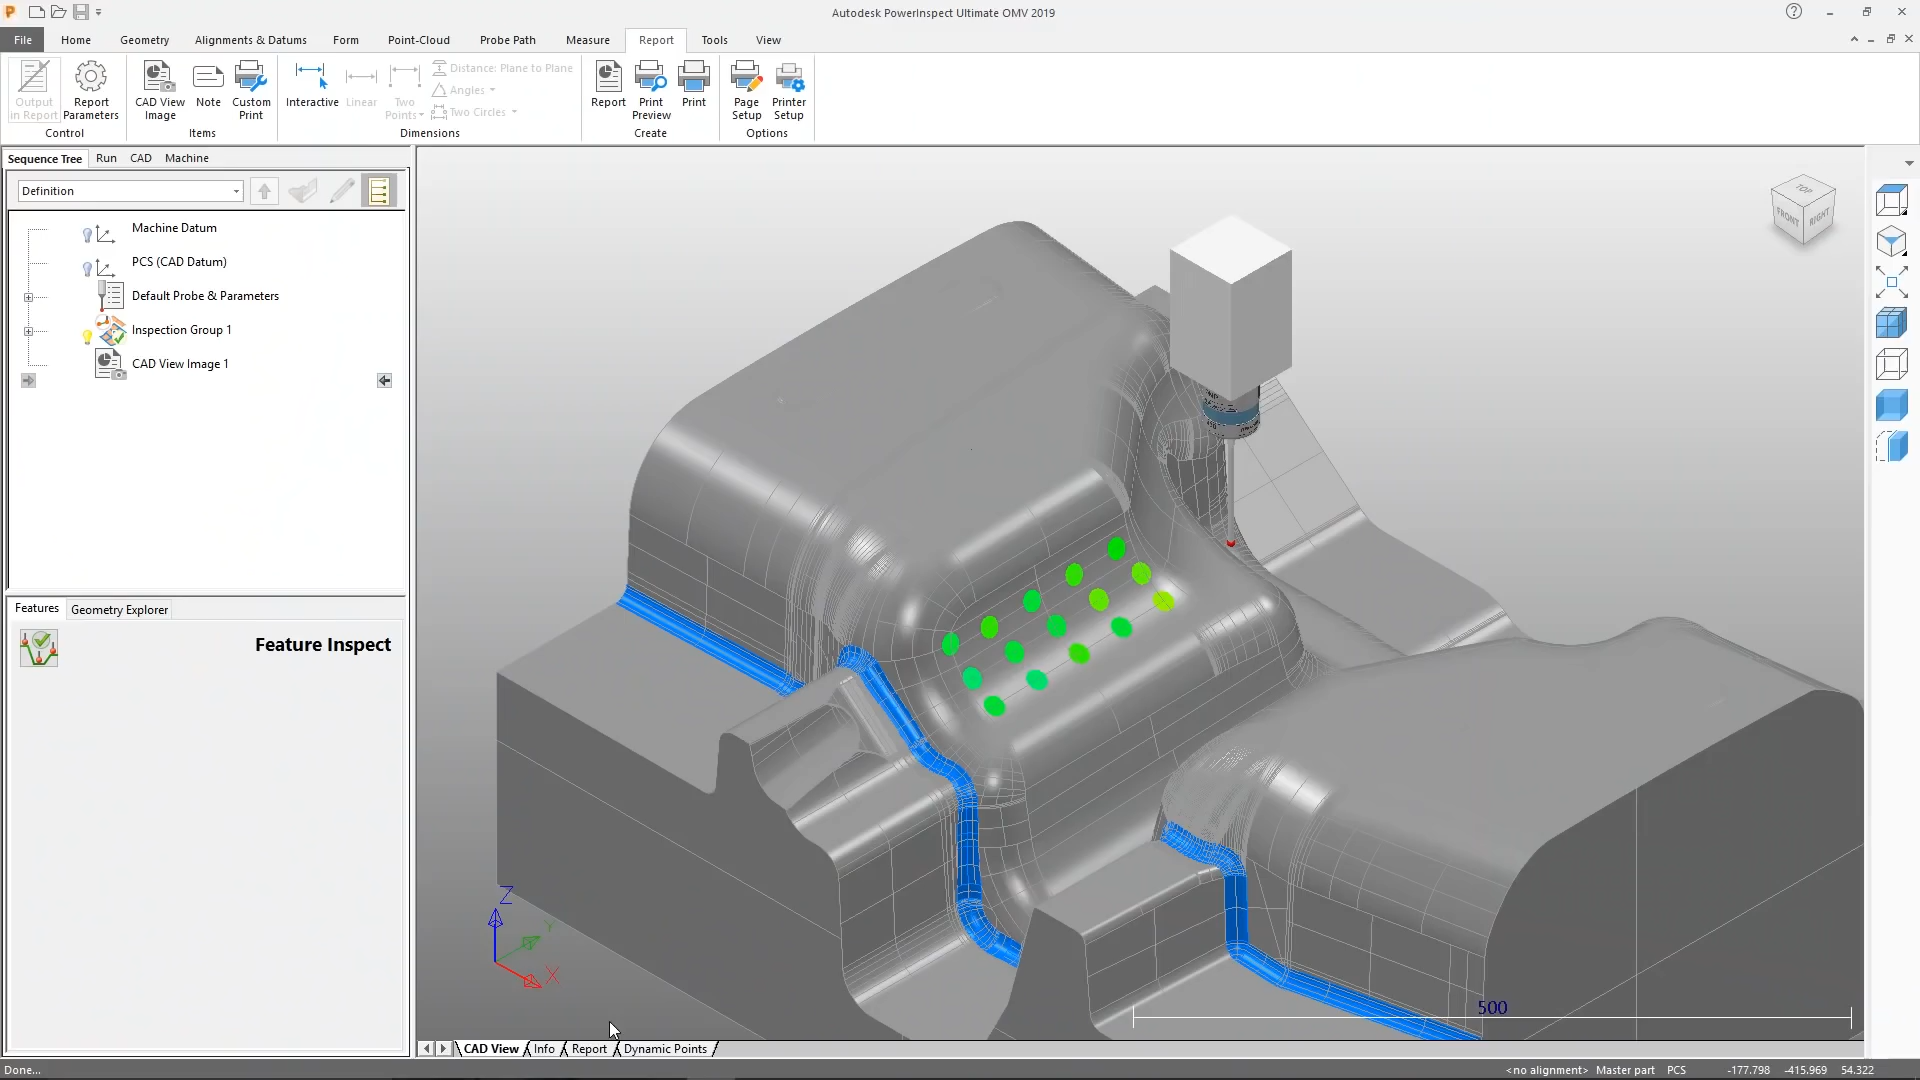 Autodesk PowerInspect Ultimate OMV 2019
File Home Geometry Alignments & Datums Form Point-Cloud Probe Path Measure Report Tools View
Output in Report
Report Parameters
Control
CAD View Image
Note
Custom Print
Items
Interactive
Linear
Two Points
Distance: Plane to Plane
Angles
Two Circles
Dimensions
Report
Print Preview
Print
Create
Page Setup
Printer Setup
Options
Sequence Tree Run CAD Machine
Definition
Machine Datum
PCS (CAD Datum)
Default Probe & Parameters
Inspection Group 1
CAD View Image 1
Features Geometry Explorer
Feature Inspect
TOP
FRONT RIGHT
Z
Y
X
500
CAD View Info Report Dynamic Points
Done... <no alignment> Master part PCS -177.798 -415.969 54.322